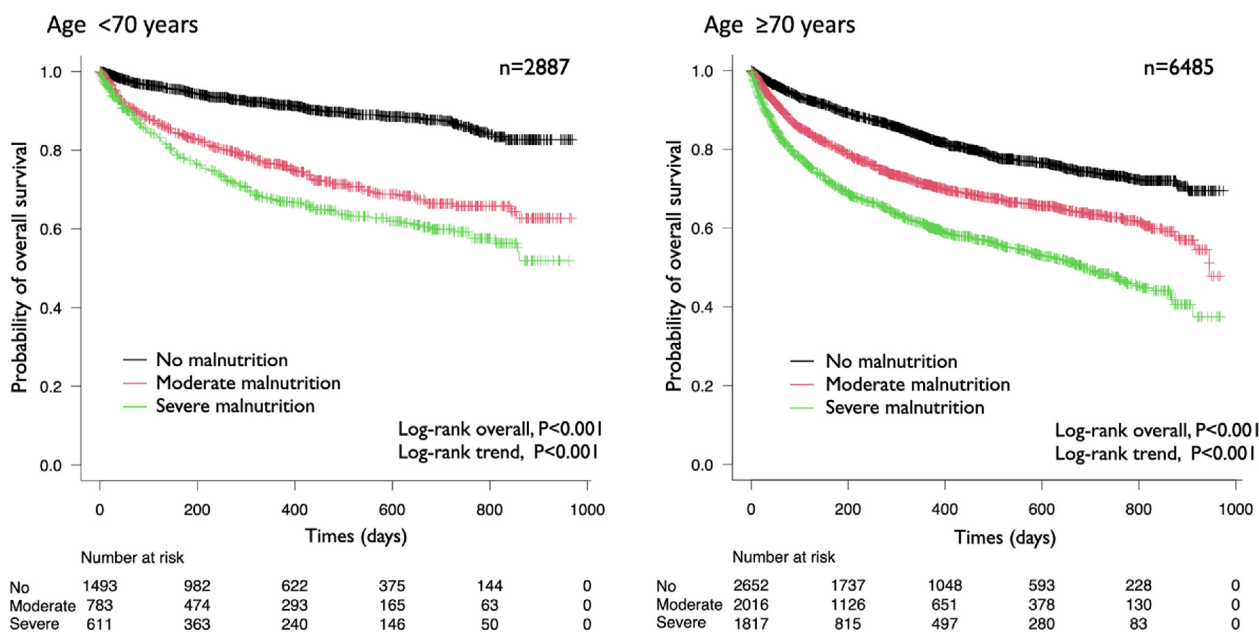 Age <70 years
n=2887
Probability of overall survival
1.0
0.8
0.6
0.4
0.2
0.0
No malnutrition
Moderate malnutrition
Severe malnutrition
Log-rank overall, P<0.001
Log-rank trend, P<0.001
0 200 400 600 800 1000
Times (days)
Number at risk
No 1493 982 622 375 144 0
Moderate 783 474 293 165 63 0
Severe 611 363 240 146 50 0
Age ≥70 years
n=6485
Probability of overall survival
1.0
0.8
0.6
0.4
0.2
0.0
No malnutrition
Moderate malnutrition
Severe malnutrition
Log-rank overall, P<0.001
Log-rank trend, P<0.001
0 200 400 600 800 1000
Times (days)
Number at risk
No 2652 1737 1048 593 228 0
Moderate 2016 1126 651 378 130 0
Severe 1817 815 497 280 83 0